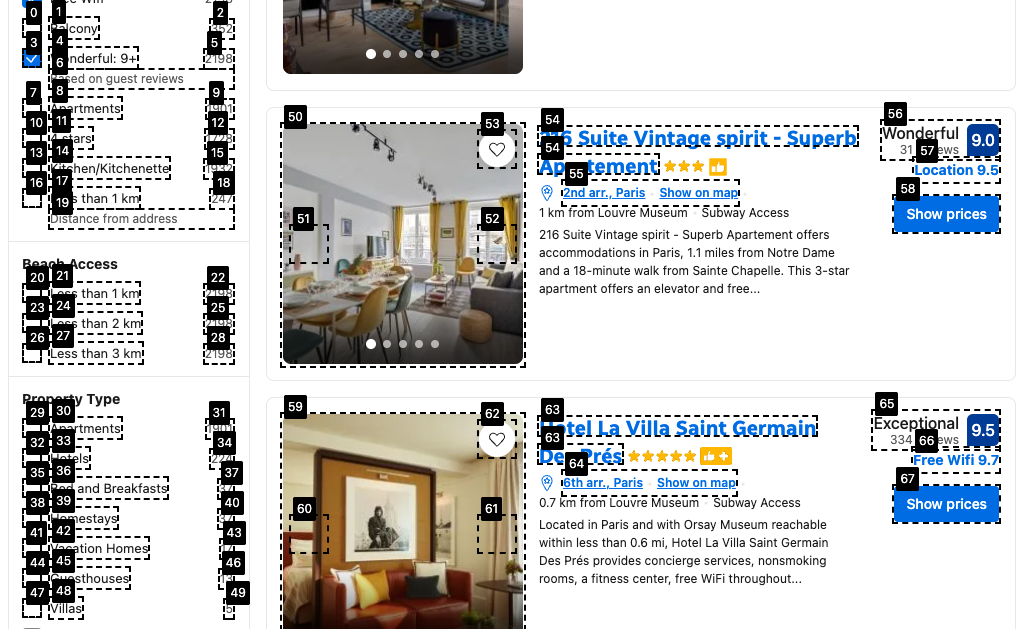 0
1
2
Balcony
3
4
5
6
Wonderful: 9+
2198
Based on guest reviews
7
8
9
Apartments
1901
10
11
12
4 stars
13
14
15
Kitchen/Kitchenette
1932
16
17
18
Less than 1 km
247
19
Distance from address
Beach Access
20
21
22
Less than 1 km
2198
23
24
25
Less than 2 km
2198
26
27
28
Less than 3 km
2198
Property Type
29
30
31
Apartments
1901
32
33
34
Hotels
35
36
37
Bed and Breakfasts
38
39
40
Homestays
41
42
43
Vacation Homes
44
45
46
Guesthouses
47
48
49
Villas
5
50
53
51
52
54
54
216 Suite Vintage spirit - Superb
Apartement
55
2nd arr., Paris · Show on map ·
1 km from Louvre Museum · Subway Access
216 Suite Vintage spirit - Superb Apartement offers
accommodations in Paris, 1.1 miles from Notre Dame
and a 18-minute walk from Sainte Chapelle. This 3-star
apartment offers an elevator and free...
56
Wonderful
9.0
57
Location 9.5
58
Show prices
59
62
60
61
63
63
Hotel La Villa Saint Germain
Des Prés
64
6th arr., Paris · Show on map ·
0.7 km from Louvre Museum · Subway Access
Located in Paris and with Orsay Museum reachable
within less than 0.6 mi, Hotel La Villa Saint Germain
Des Prés provides concierge services, nonsmoking
rooms, a fitness center, free WiFi throughout...
65
Exceptional
9.5
66
Free Wifi 9.7
67
Show prices